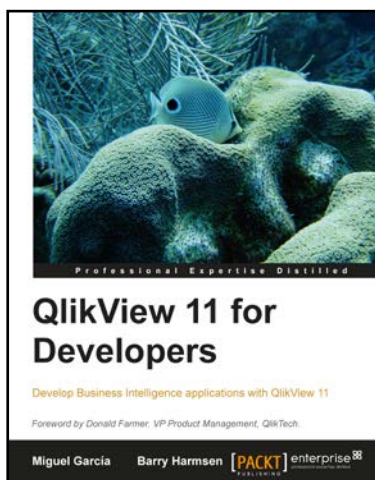 Professional Expertise Distilled
QlikView 11 for
Developers
Develop Business Intelligence applications with QlikView 11
Foreword by Donald Farmer, VP Product Management, QlikTech.
Miguel García Barry Harmsen [PACKT] enterprise
PUBLISHING